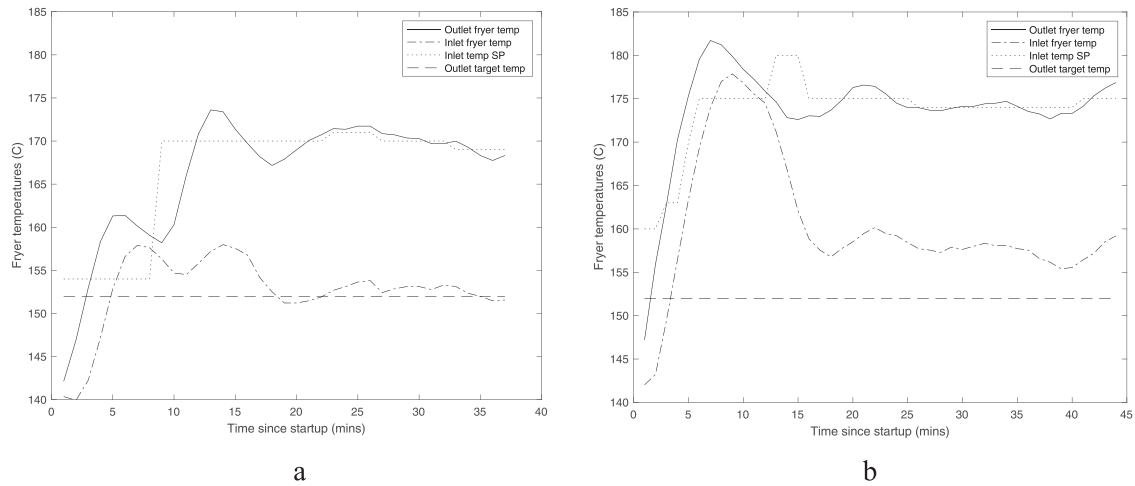 185
180
175
170
165
160
155
150
145
140
Fryer temperatures (C)
0 5 10 15 20 25 30 35 40
Time since startup (mins)
Outlet fryer temp
Inlet fryer temp
Inlet temp SP
Outlet target temp
a
185
180
175
170
165
160
155
150
145
140
Fryer temperatures (C)
0 5 10 15 20 25 30 35 40 45
Time since startup (mins)
Outlet fryer temp
Inlet fryer temp
Inlet temp SP
Outlet target temp
b